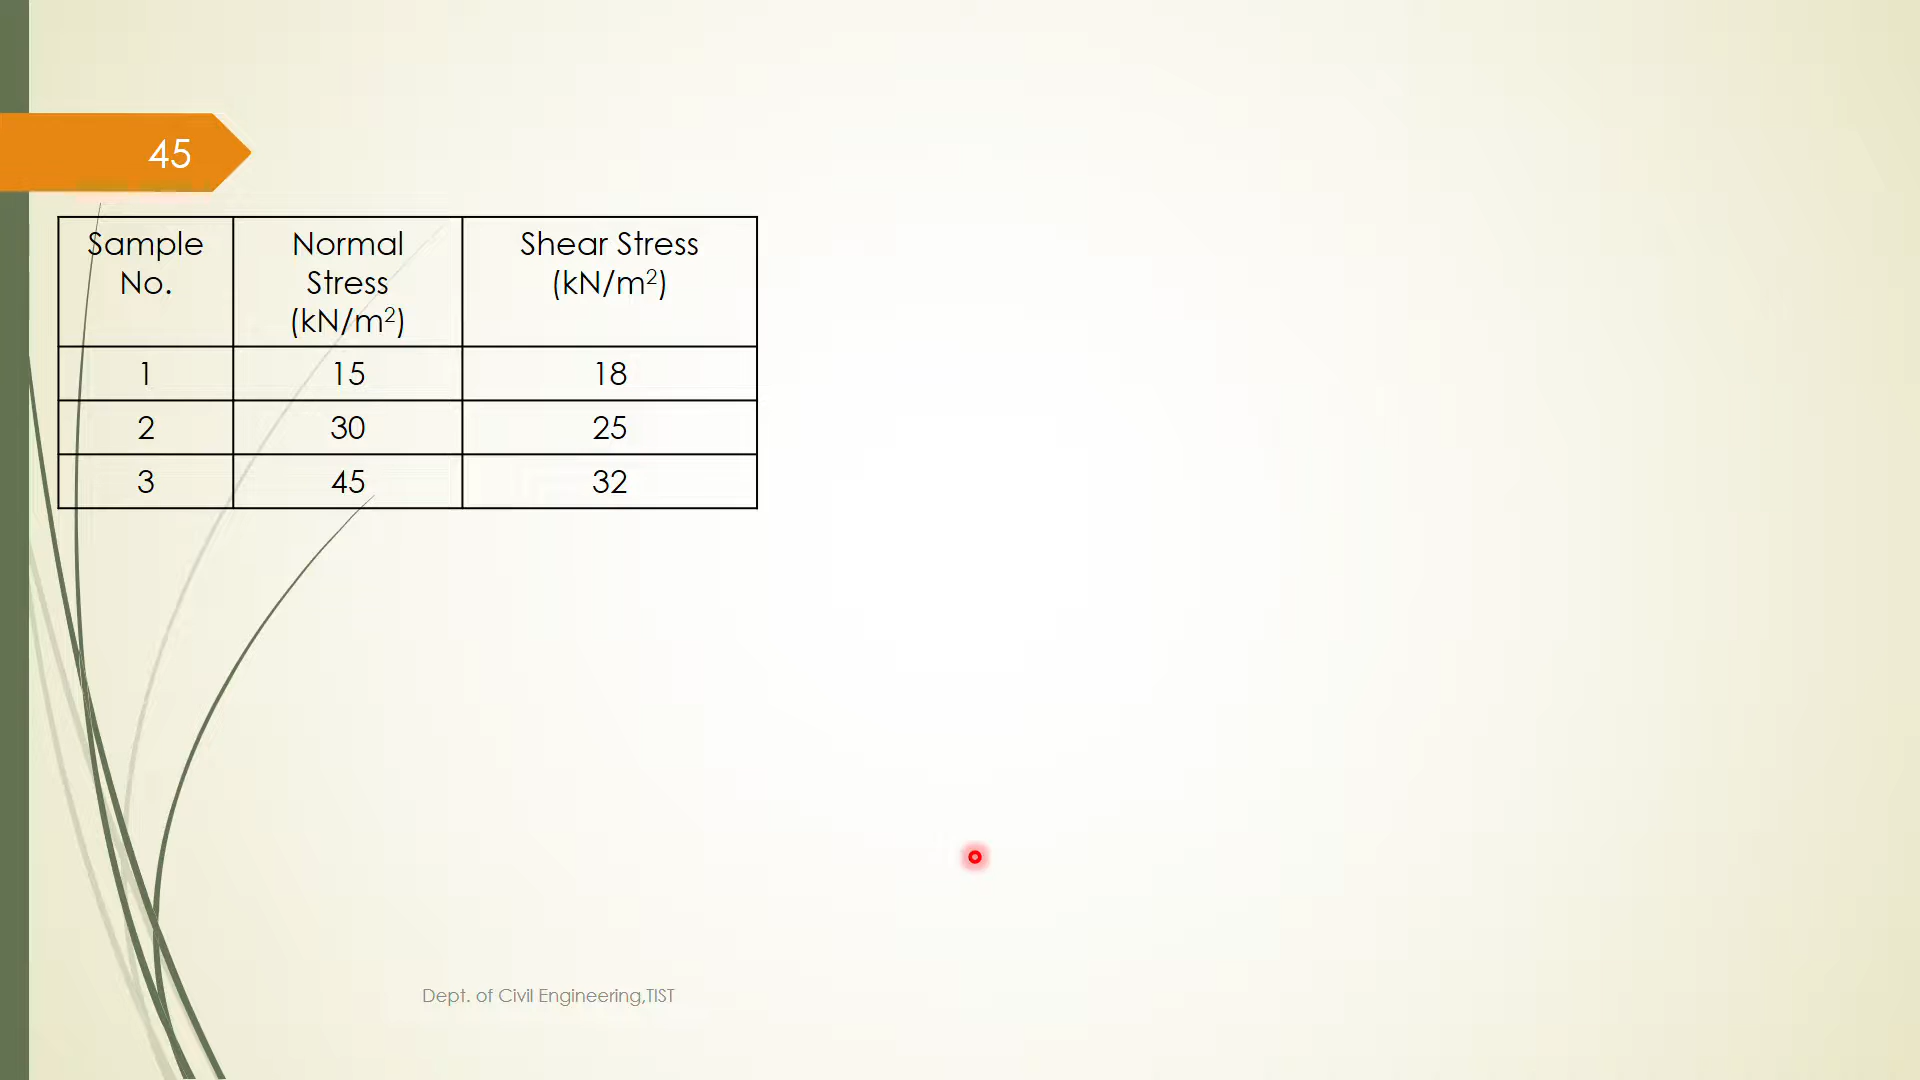 45
Sample No. Normal Stress (kN/m²) Shear Stress (kN/m²)
1 15 18
2 30 25
3 45 32
Dept. of Civil Engineering,TIST